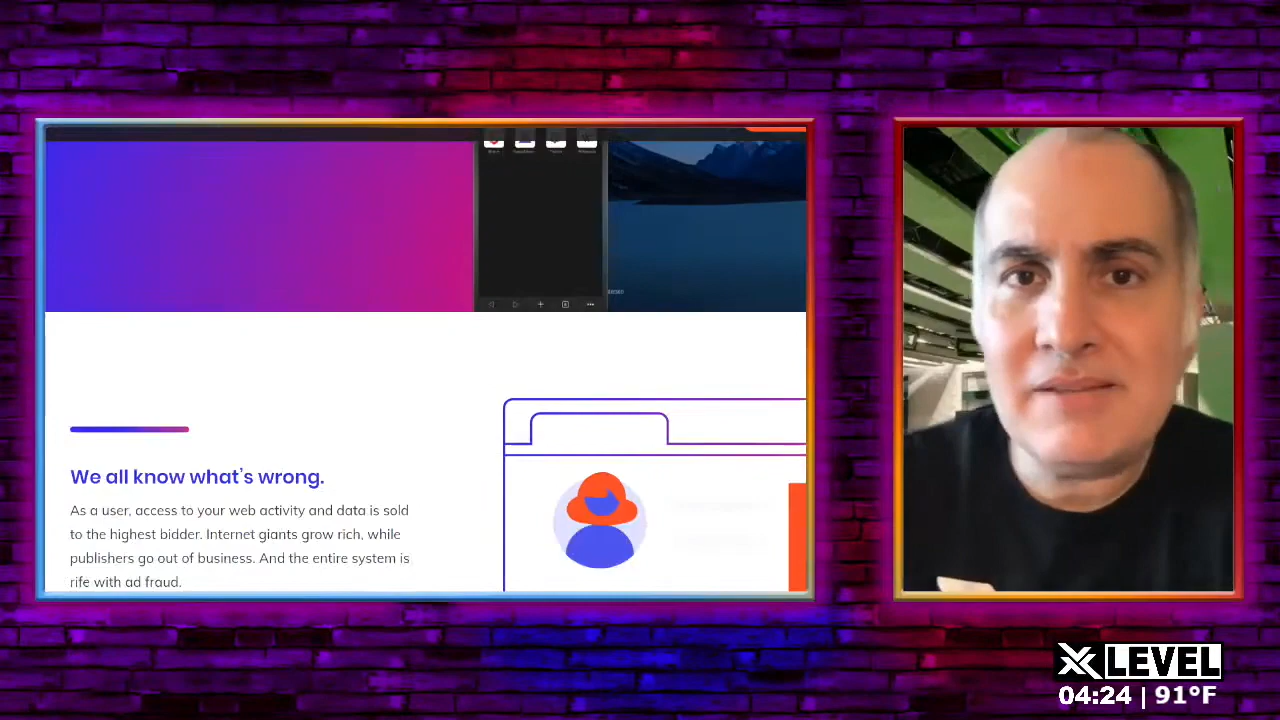 We all know what's wrong.
As a user, access to your web activity and data is sold
to the highest bidder. Internet giants grow rich, while
publishers go out of business. And the entire system is
rife with ad fraud.
X LEVEL
04:24 | 91°F